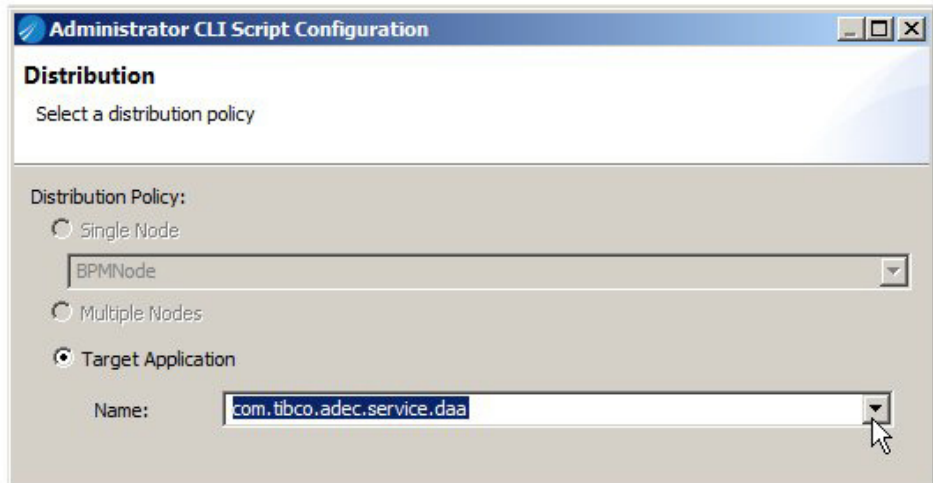 Administrator CLI Script Configuration
Distribution
Select a distribution policy
Distribution Policy:
Single Node
BPMNode
Multiple Nodes
Target Application
Name: com.tibco.adec.service.daa